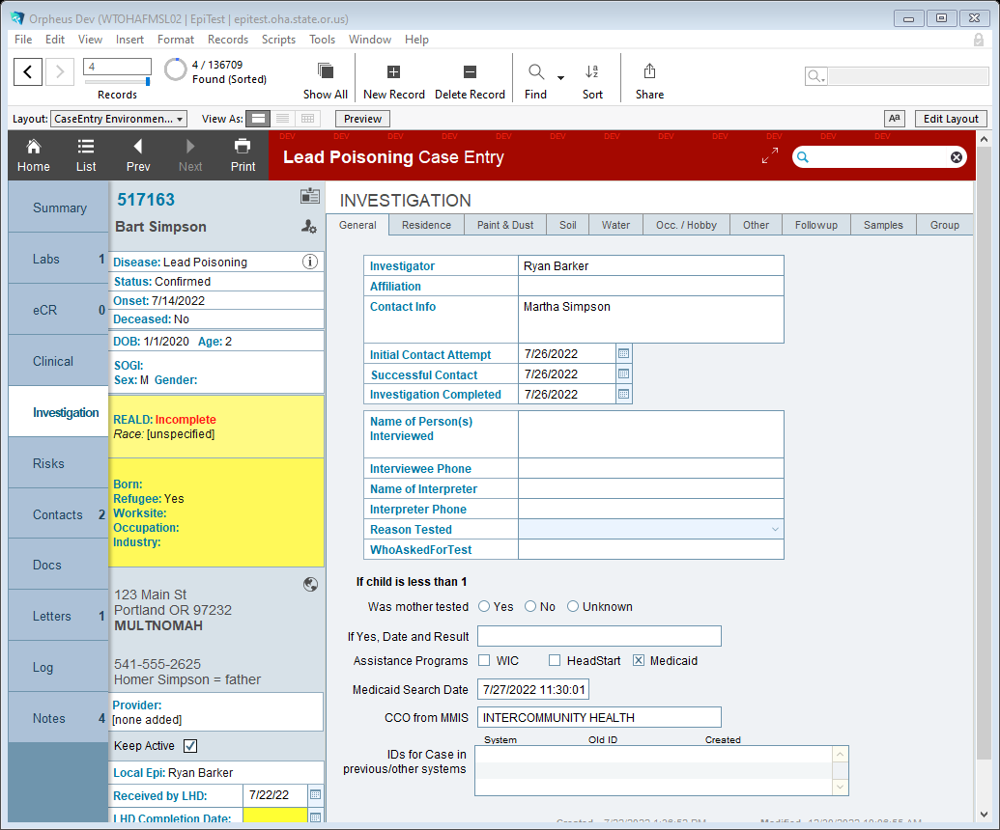 Orpheus Dev (WTOHAFMSL02 | EpiTest | epitest.oha.state.or.us)
File Edit View Insert Format Records Scripts Tools Window Help
4
4 / 136709
Found (Sorted)
Records
Show All
New Record
Delete Record
Find
Sort
Share
Layout: CaseEntry Environmen... View As: Preview Aa Edit Layout
DEV DEV DEV DEV DEV DEV DEV DEV DEV DEV DEV DEV
Home List Prev Next Print
Lead Poisoning Case Entry
Summary
Labs 1
eCR 0
Clinical
Investigation
Risks
Contacts 2
Docs
Letters 1
Log
Notes 4
517163
Bart Simpson
Disease: Lead Poisoning
Status: Confirmed
Onset: 7/14/2022
Deceased: No
DOB: 1/1/2020 Age: 2
SOGI:
Sex: M Gender:
REALD: Incomplete
Race: [unspecified]
Born:
Refugee: Yes
Worksite:
Occupation:
Industry:
123 Main St
Portland OR 97232
MULTNOMAH
541-555-2625
Homer Simpson = father
Provider:
[none added]
Keep Active
Local Epi: Ryan Barker
Received by LHD: 7/22/22
LHD Completion Date:
INVESTIGATION
General Residence Paint & Dust Soil Water Occ. / Hobby Other Followup Samples Group
Investigator Ryan Barker
Affiliation
Contact Info Martha Simpson
Initial Contact Attempt 7/26/2022
Successful Contact 7/26/2022
Investigation Completed 7/26/2022
Name of Person(s)
Interviewed
Interviewee Phone
Name of Interpreter
Interpreter Phone
Reason Tested
WhoAskedForTest
If child is less than 1
Was mother tested Yes No Unknown
If Yes, Date and Result
Assistance Programs WIC HeadStart Medicaid
Medicaid Search Date 7/27/2022 11:30:01
CCO from MMIS INTERCOMMUNITY HEALTH
System Old ID Created
IDs for Case in
previous/other systems